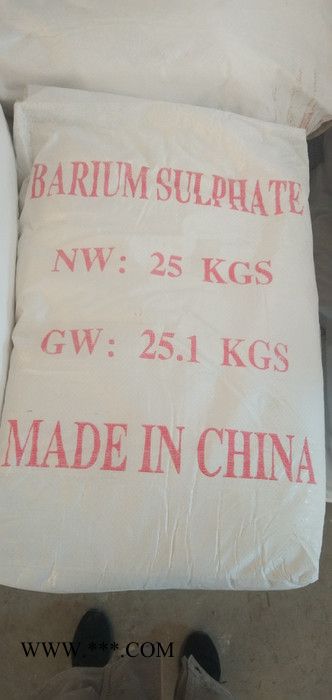 BARIUM SULPHATE
NW: 25 KGS
GW: 25.1 KGS
MADE IN CHINA
WWW.***.COM